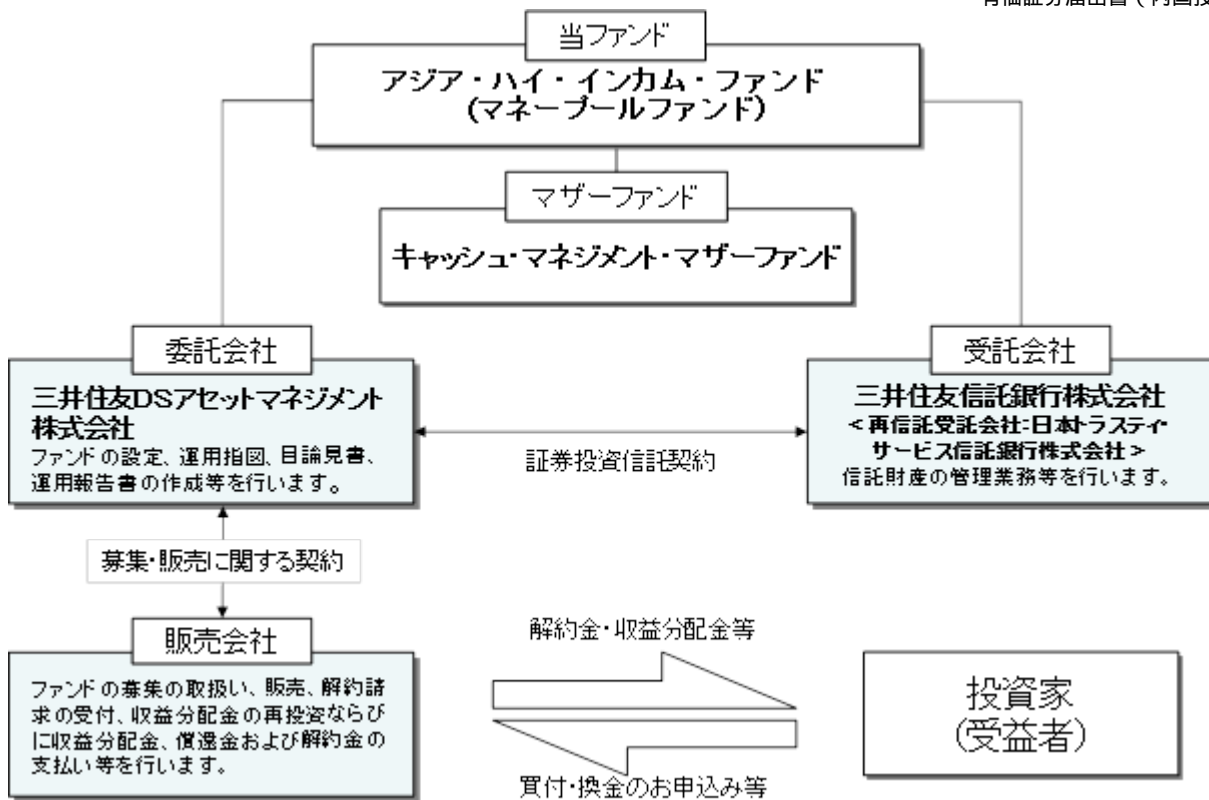 当ファンド
アジア・ハイ・インカム・ファンド
(マネープールファンド)
マザーファンド
キャッシュ・マネジメント・マザーファンド
委託会社
三井住友DSアセットマネジメント
株式会社
ファンドの設定、運用指図、目論見書、
運用報告書の作成等を行います。
受託会社
三井住友信託銀行株式会社
<再信託受託会社:日本トラスティ・
サービス信託銀行株式会社>
信託財産の管理業務等を行います。
証券投資信託契約
募集・販売に関する契約
販売会社
ファンドの募集の取扱い、販売、解約請
求の受付、収益分配金の再投資ならび
に収益分配金、償還金および解約金の
支払い等を行います。
解約金・収益分配金等
買付・換金のお申込み等
投資家
(受益者)